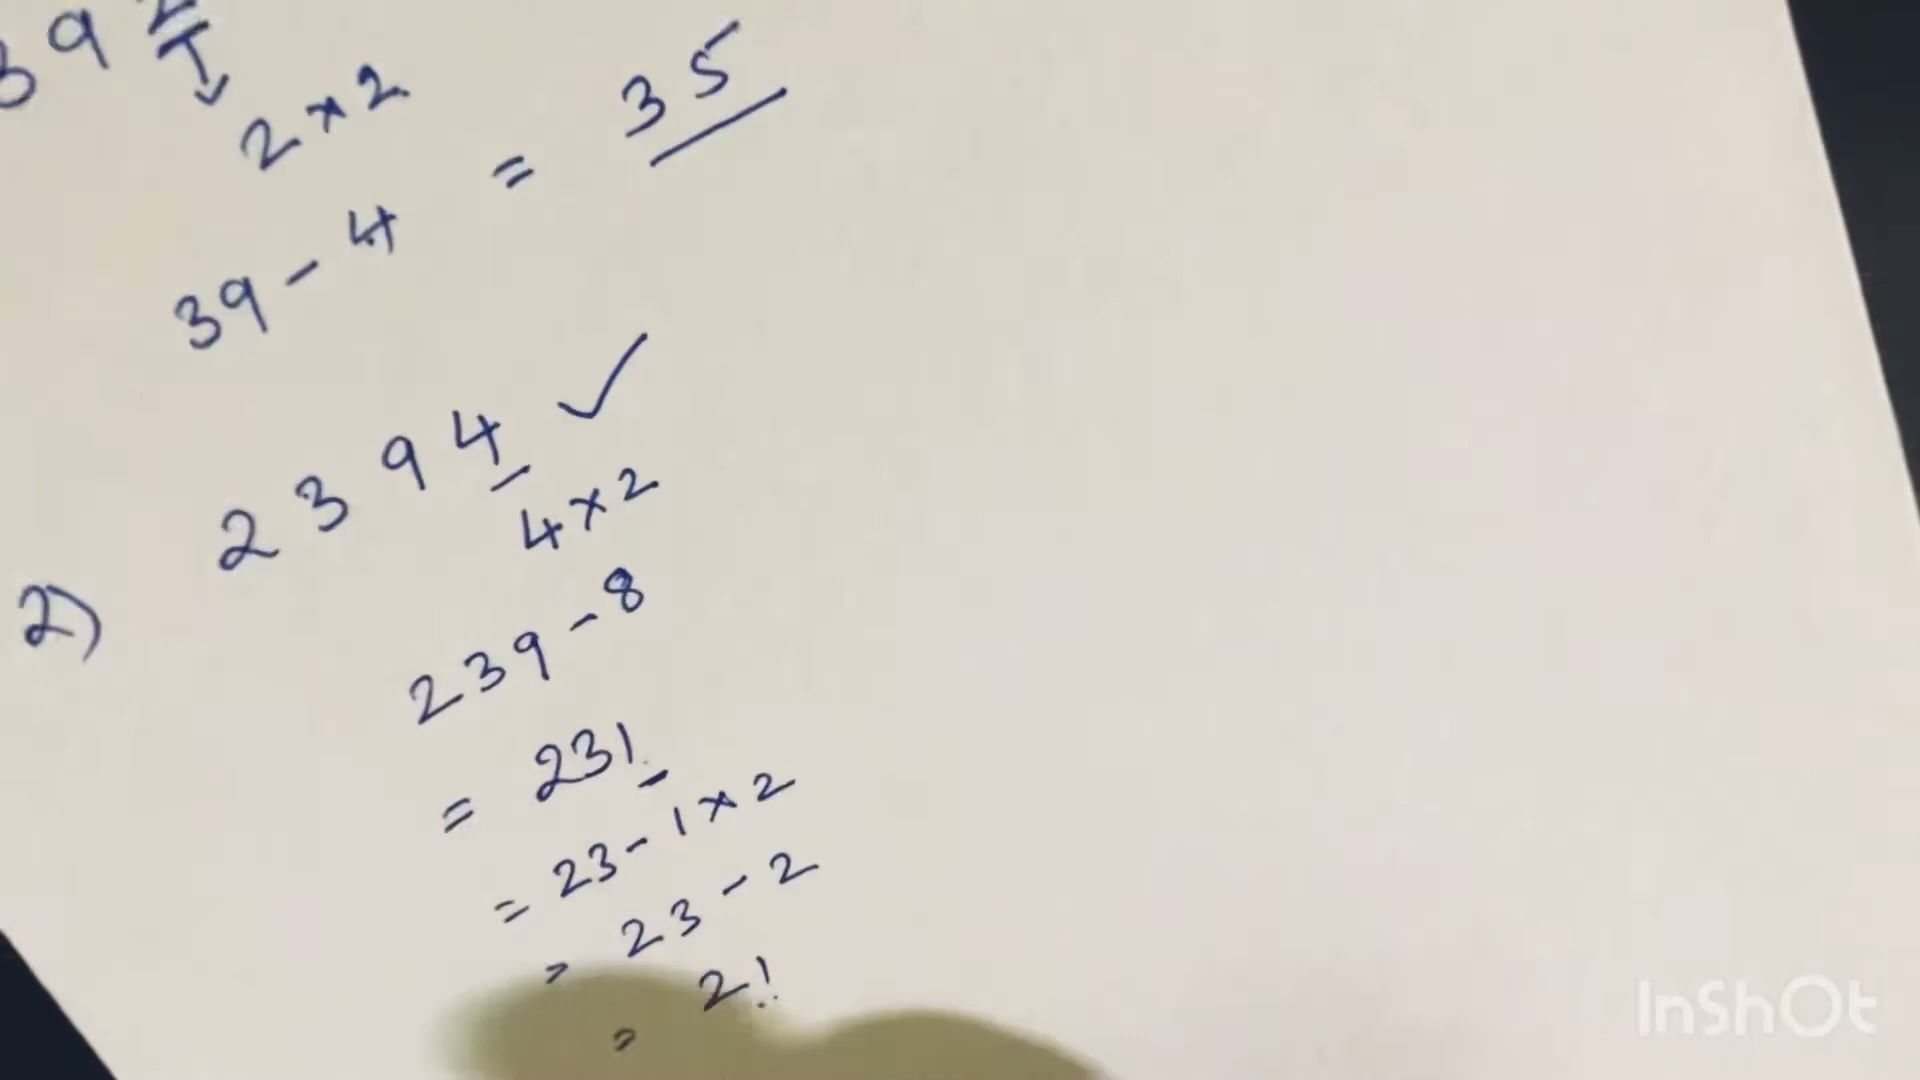 392
2×2
39-4 = 35
2) 2394 ✓
4×2
239-8
= 231
= 23-1×2
= 23-2
= 21
InShOt